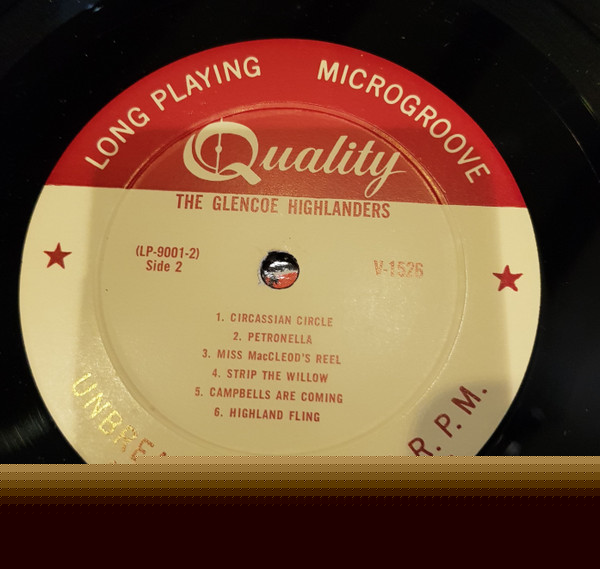 LONG PLAYING MICROGROOVE
Quality
THE GLENCOE HIGHLANDERS
(LP-9001-2)
Side 2
V-1526
1. CIRCASSIAN CIRCLE
2. PETRONELLA
3. MISS MacCLEOD'S REEL
4. STRIP THE WILLOW
5. CAMPBELLS ARE COMING
6. HIGHLAND FLING
R.P.M.